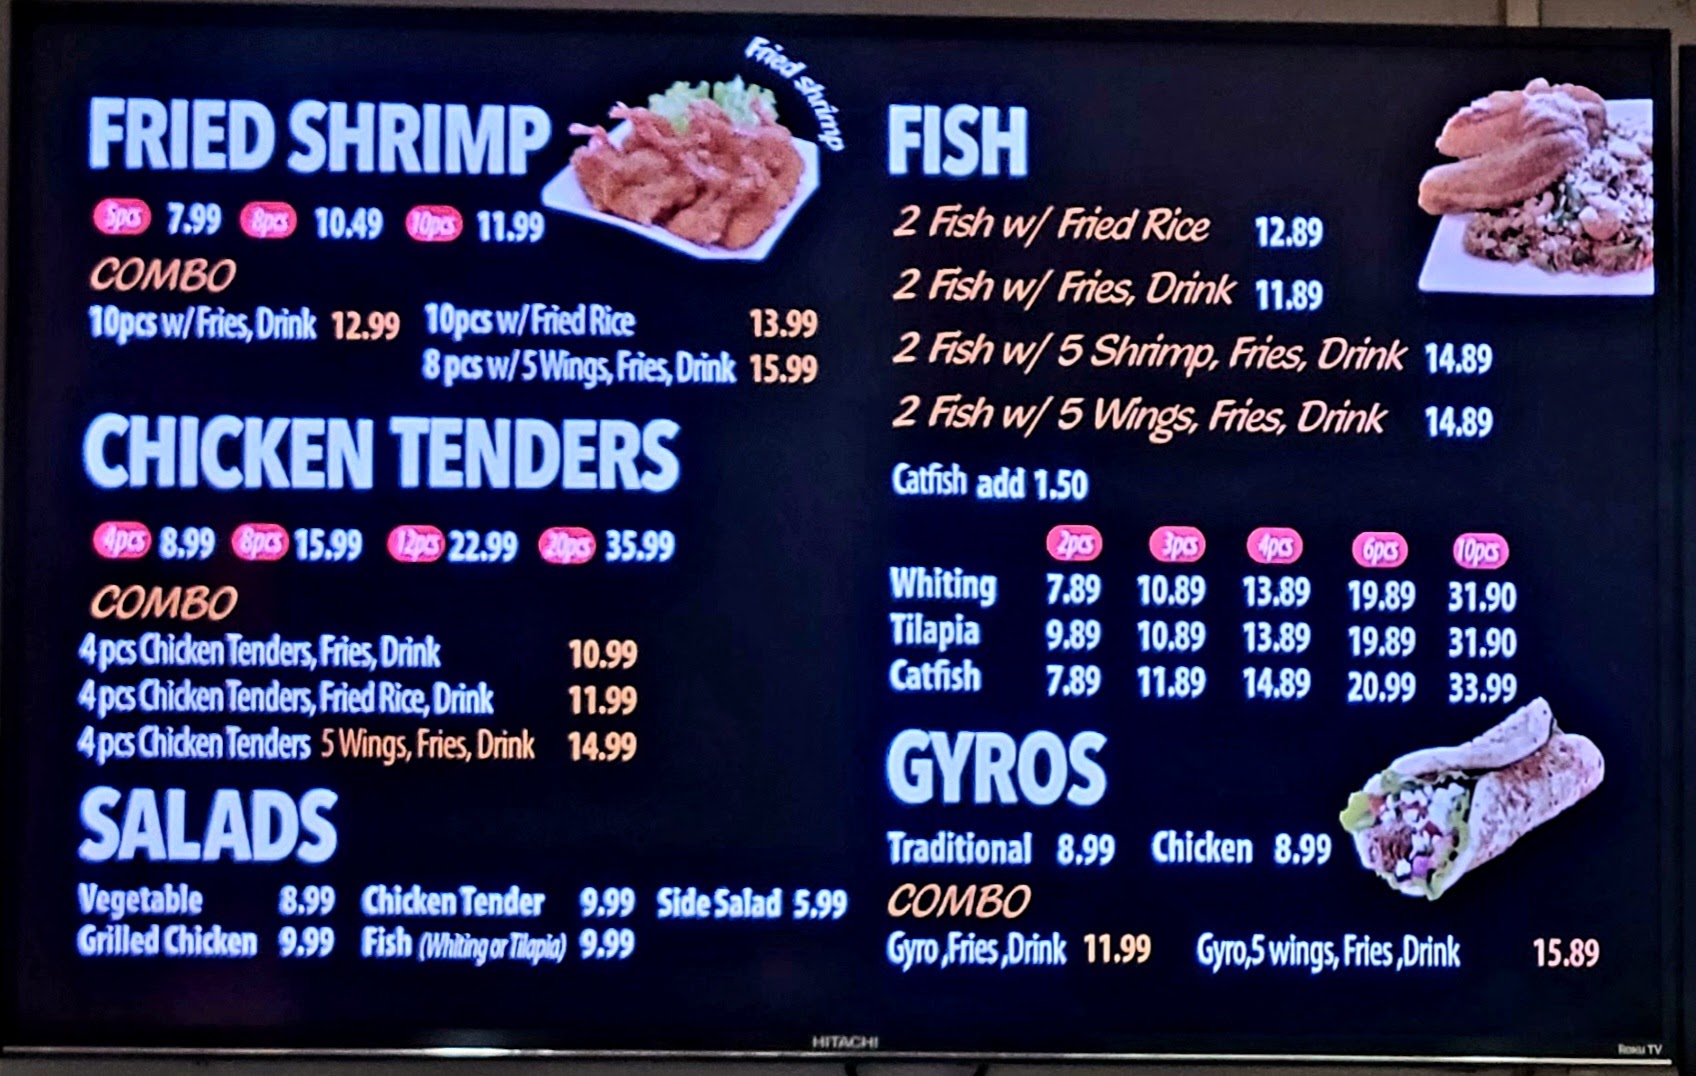 Fried shrimp
FRIED SHRIMP
5pcs 7.99 8pcs 10.49 10pcs 11.99
COMBO
10pcs w/ Fries, Drink 12.99 10pcs w/ Fried Rice 13.99
8 pcs w/ 5 Wings, Fries, Drink 15.99
CHICKEN TENDERS
4pcs 8.99 8pcs 15.99 12pcs 22.99 20pcs 35.99
COMBO
4 pcs Chicken Tenders, Fries, Drink 10.99
4 pcs Chicken Tenders, Fried Rice, Drink 11.99
4 pcs Chicken Tenders 5 Wings, Fries, Drink 14.99
SALADS
Vegetable 8.99 Chicken Tender 9.99 Side Salad 5.99
Grilled Chicken 9.99 Fish (Whiting or Tilapia) 9.99
FISH
2 Fish w/ Fried Rice 12.89
2 Fish w/ Fries, Drink 11.89
2 Fish w/ 5 Shrimp, Fries, Drink 14.89
2 Fish w/ 5 Wings, Fries, Drink 14.89
Catfish add 1.50
2pcs 3pcs 4pcs 6pcs 10pcs
Whiting 7.89 10.89 13.89 19.89 31.90
Tilapia 9.89 10.89 13.89 19.89 31.90
Catfish 7.89 11.89 14.89 20.99 33.99
GYROS
Traditional 8.99 Chicken 8.99
COMBO
Gyro ,Fries ,Drink 11.99 Gyro,5 wings, Fries ,Drink 15.89
HITACHI
Roku TV